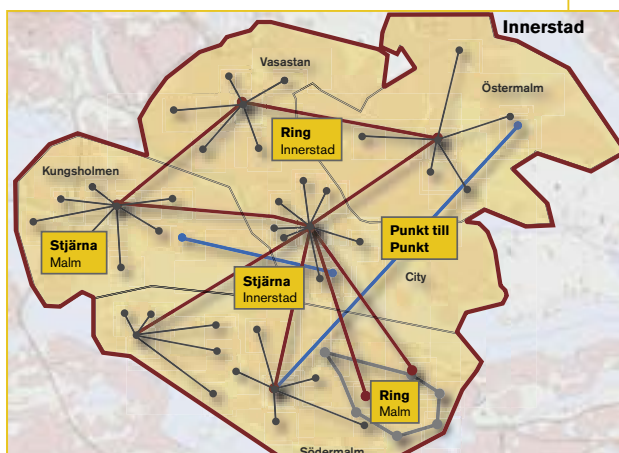 Innerstad
Vasastan
Östermalm
Ring
Innerstad
Kungsholmen
Stjärna
Malm
Punkt till
Punkt
City
Stjärna
Innerstad
Ring
Malm
Södermalm